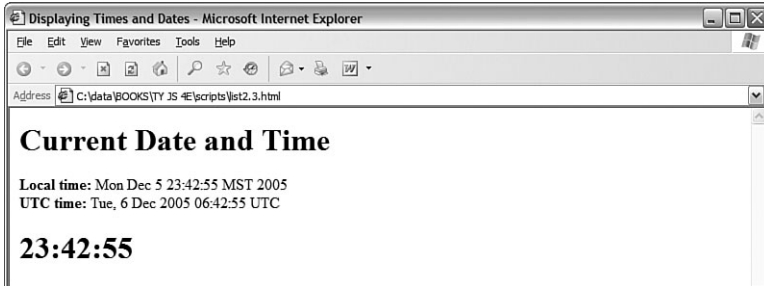 Displaying Times and Dates - Microsoft Internet Explorer
File Edit View Favorites Tools Help
Address C:\data\BOOKS\TY JS 4E\scripts\list2.3.html
Current Date and Time
Local time: Mon Dec 5 23:42:55 MST 2005
UTC time: Tue, 6 Dec 2005 06:42:55 UTC
23:42:55